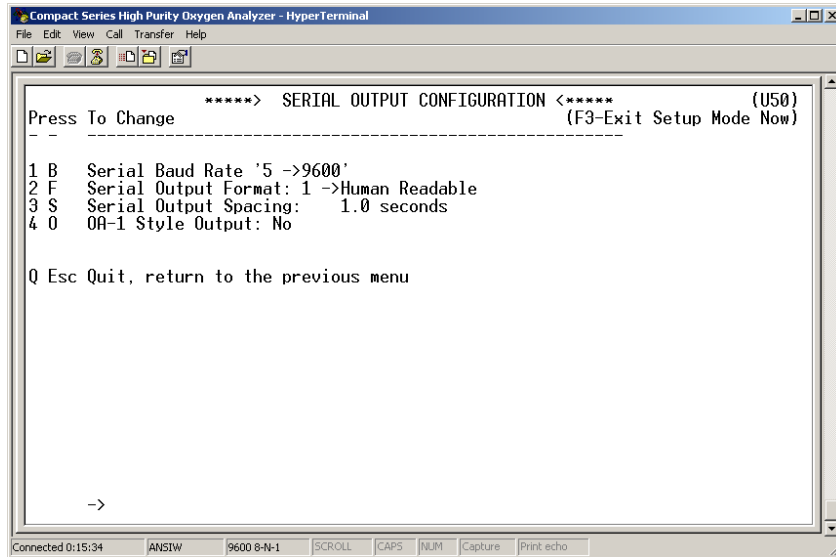 Compact Series High Purity Oxygen Analyzer - HyperTerminal
File Edit View Call Transfer Help
*****> SERIAL OUTPUT CONFIGURATION <***** (U50)
Press To Change (F3-Exit Setup Mode Now)
- - -------------------------------------------------------
1 B Serial Baud Rate '5 ->9600'
2 F Serial Output Format: 1 ->Human Readable
3 S Serial Output Spacing: 1.0 seconds
4 O OA-1 Style Output: No
Q Esc Quit, return to the previous menu
->
Connected 0:15:34 ANSIW 9600 8-N-1 SCROLL CAPS NUM Capture Print echo